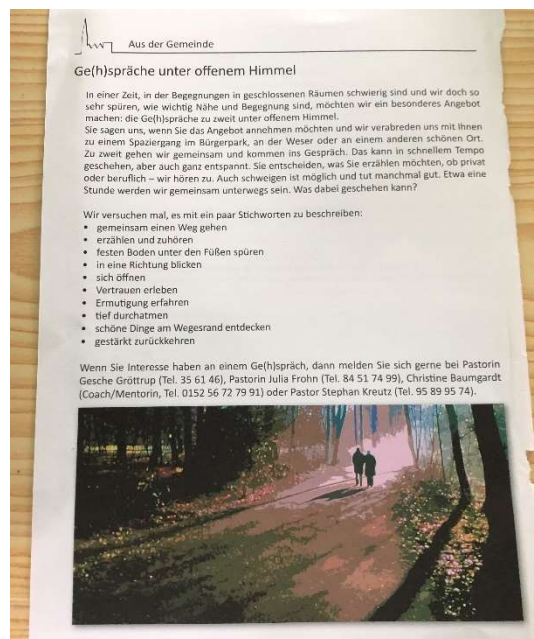 Aus der Gemeinde
Ge(h)spräche unter offenem Himmel
In einer Zeit, in der Begegnungen in geschlossenen Räumen schwierig sind und wir doch so
sehr spüren, wie wichtig Nähe und Begegnung sind, möchten wir ein besonderes Angebot
machen: die Ge(h)spräche zu zweit unter offenem Himmel.
Sie sagen uns, wenn Sie das Angebot annehmen möchten und wir verabreden uns mit Ihnen
zu einem Spaziergang im Bürgerpark, an der Weser oder an einem anderen schönen Ort.
Zu zweit gehen wir gemeinsam und kommen ins Gespräch. Das kann in schnellem Tempo
geschehen, aber auch ganz entspannt. Sie entscheiden, was Sie erzählen möchten, ob privat
oder beruflich – wir hören zu. Auch schweigen ist möglich und tut manchmal gut. Etwa eine
Stunde werden wir gemeinsam unterwegs sein. Was dabei geschehen kann?
Wir versuchen mal, es mit ein paar Stichworten zu beschreiben:
• gemeinsam einen Weg gehen
• erzählen und zuhören
• festen Boden unter den Füßen spüren
• in eine Richtung blicken
• sich öffnen
• Vertrauen erleben
• Ermutigung erfahren
• tief durchatmen
• schöne Dinge am Wegesrand entdecken
• gestärkt zurückkehren
Wenn Sie Interesse haben an einem Ge(h)spräch, dann melden Sie sich gerne bei Pastorin
Gesche Gröttrup (Tel. 35 61 46), Pastorin Julia Frohn (Tel. 84 51 74 99), Christine Baumgardt
(Coach/Mentorin, Tel. 0152 56 72 79 91) oder Pastor Stephan Kreutz (Tel. 95 89 95 74).